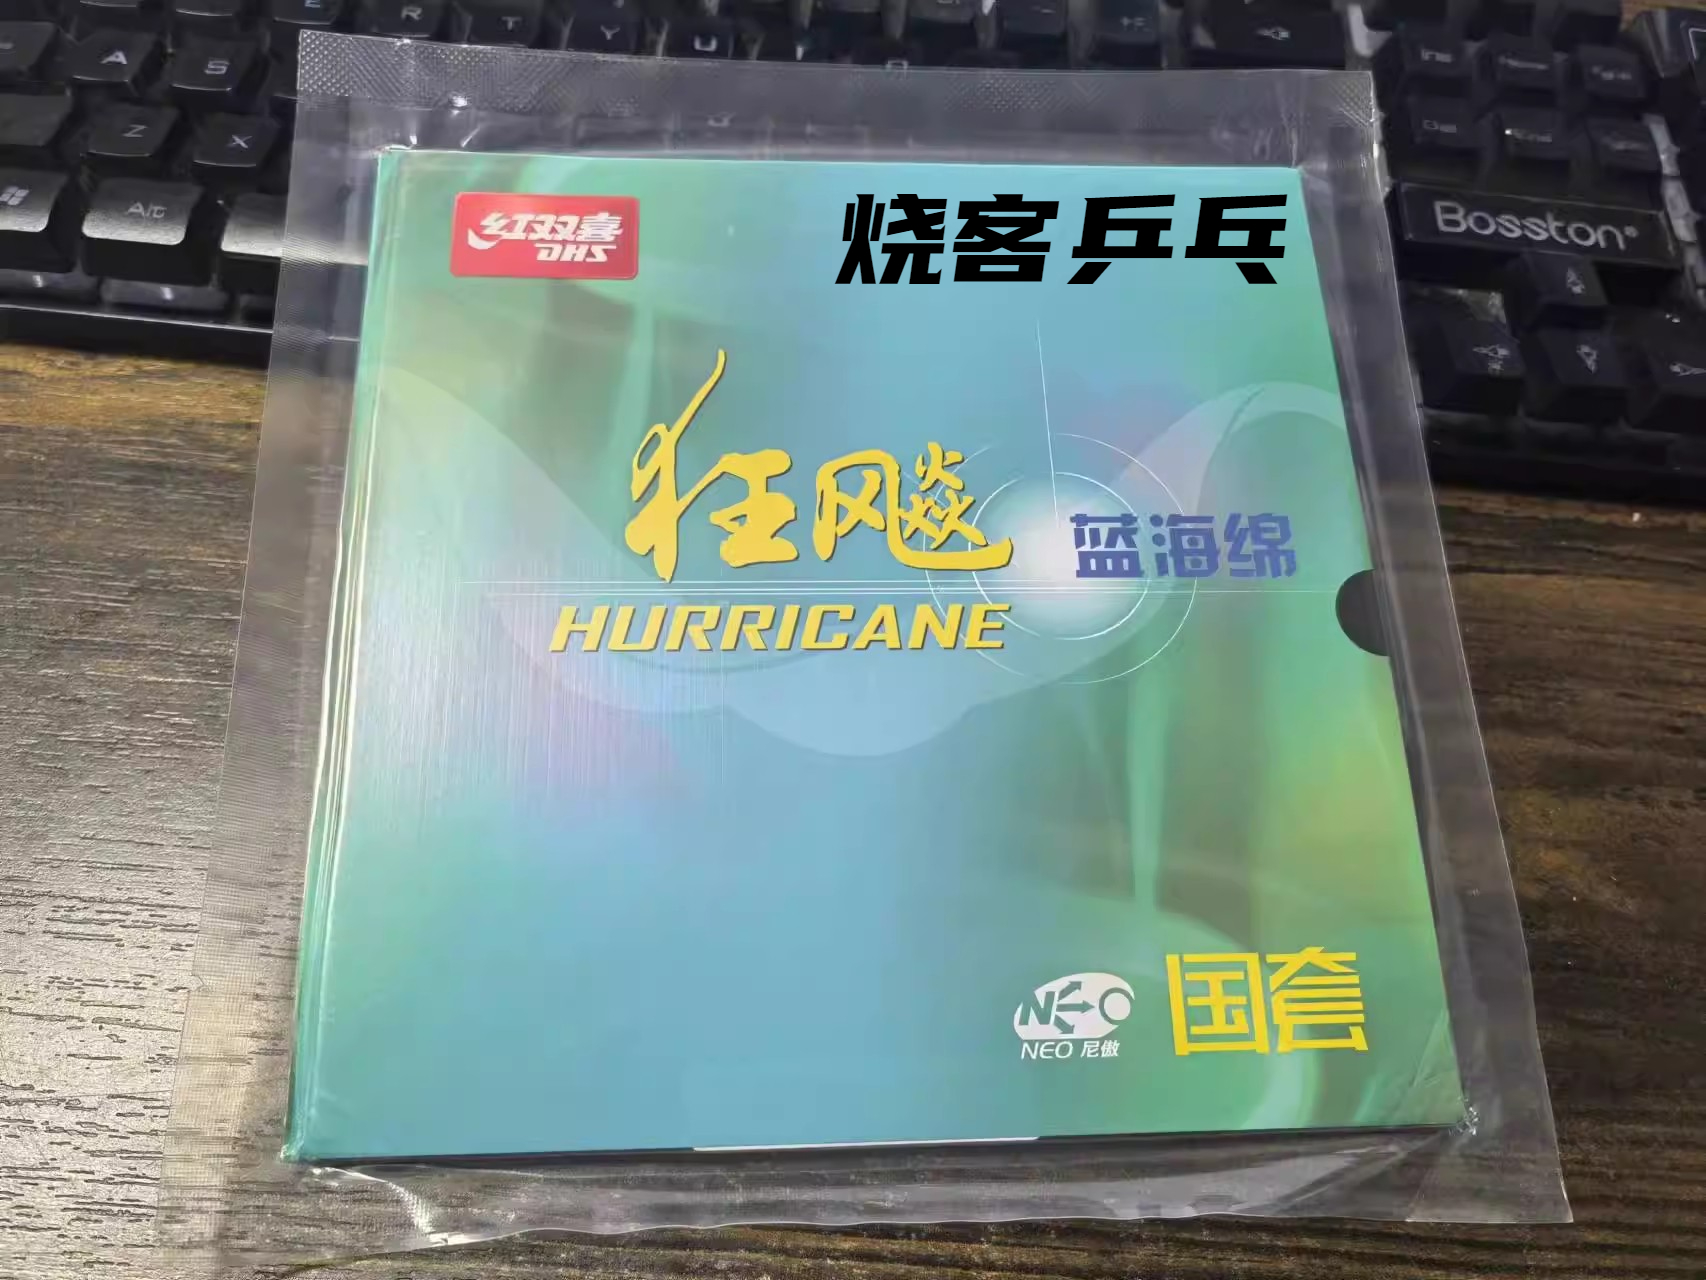 E R T Y U
A S
Z X
Alt
Bosston®
红双喜
DHS
烧客乒乓
狂飚
蓝海绵
HURRICANE
NEO
NEO 尼傲
国套